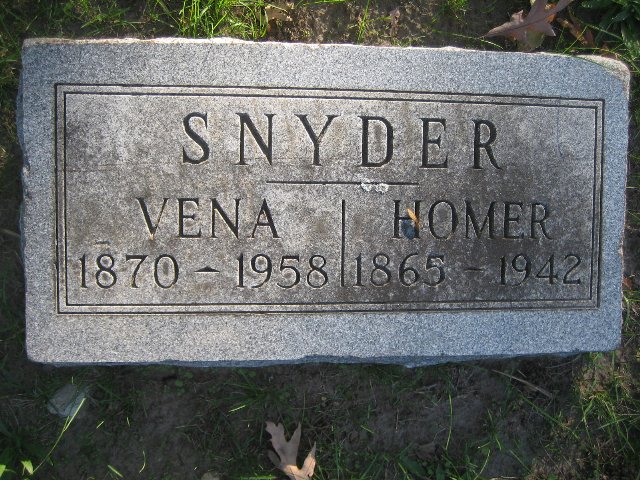 SNYDER
VENA HOMER
1870 - 1958 1865 - 1942